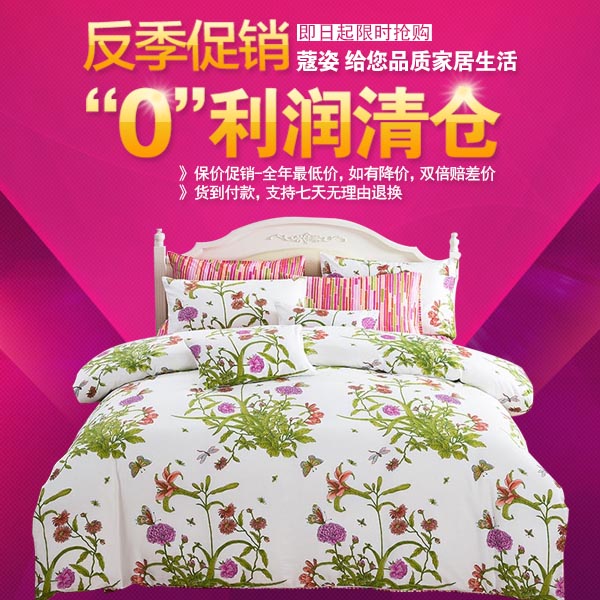 反季促销
即日起限时抢购
蔻姿 给您品质家居生活
“0”利润清仓
》保价促销-全年最低价，如有降价，双倍赔差价
》货到付款，支持七天无理由退换